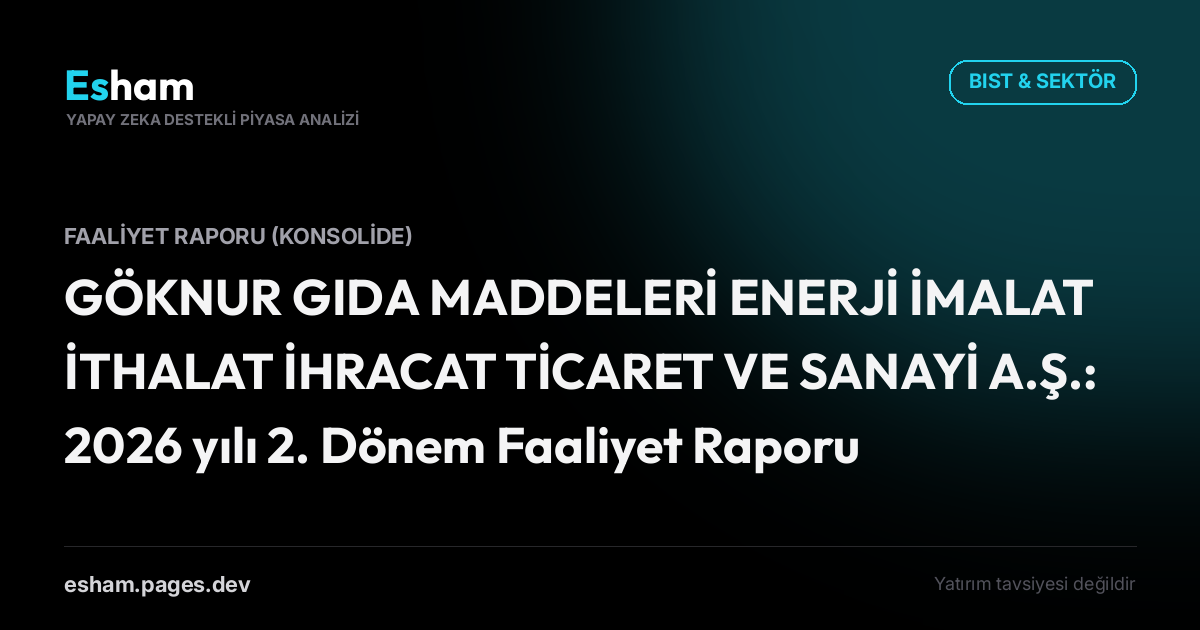 Esham
YAPAY ZEKA DESTEKLİ PİYASA ANALİZİ
BIST & SEKTÖR
FAALİYET RAPORU (KONSOLİDE)
GÖKNUR GIDA MADDELERİ ENERJİ İMALAT
İTHALAT İHRACAT TİCARET VE SANAYİ A.Ş.:
2026 yılı 2. Dönem Faaliyet Raporu
esham.pages.dev
Yatırım tavsiyesi değildir